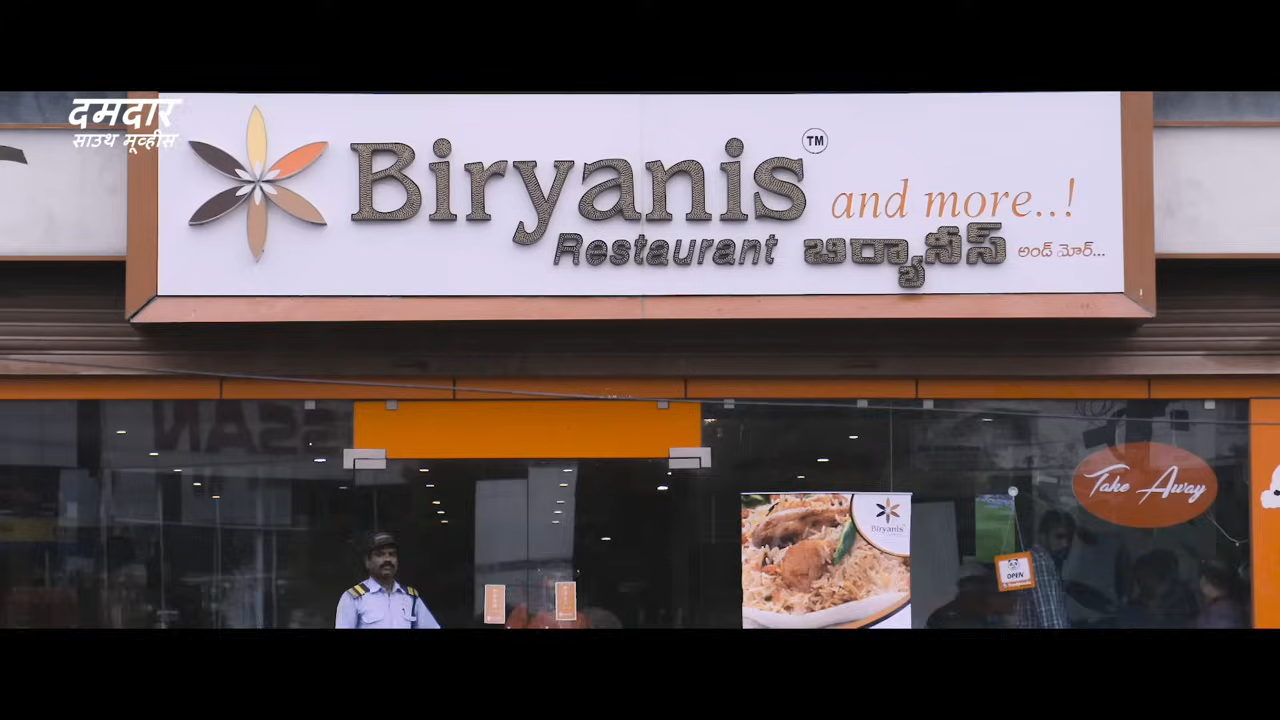 दमदार
साउथ मूव्हीस
Biryanis TM
and more..!
Restaurant
బిర్యానీస్ అండ్ మోర్...
Take Away
Biryanis
OPEN